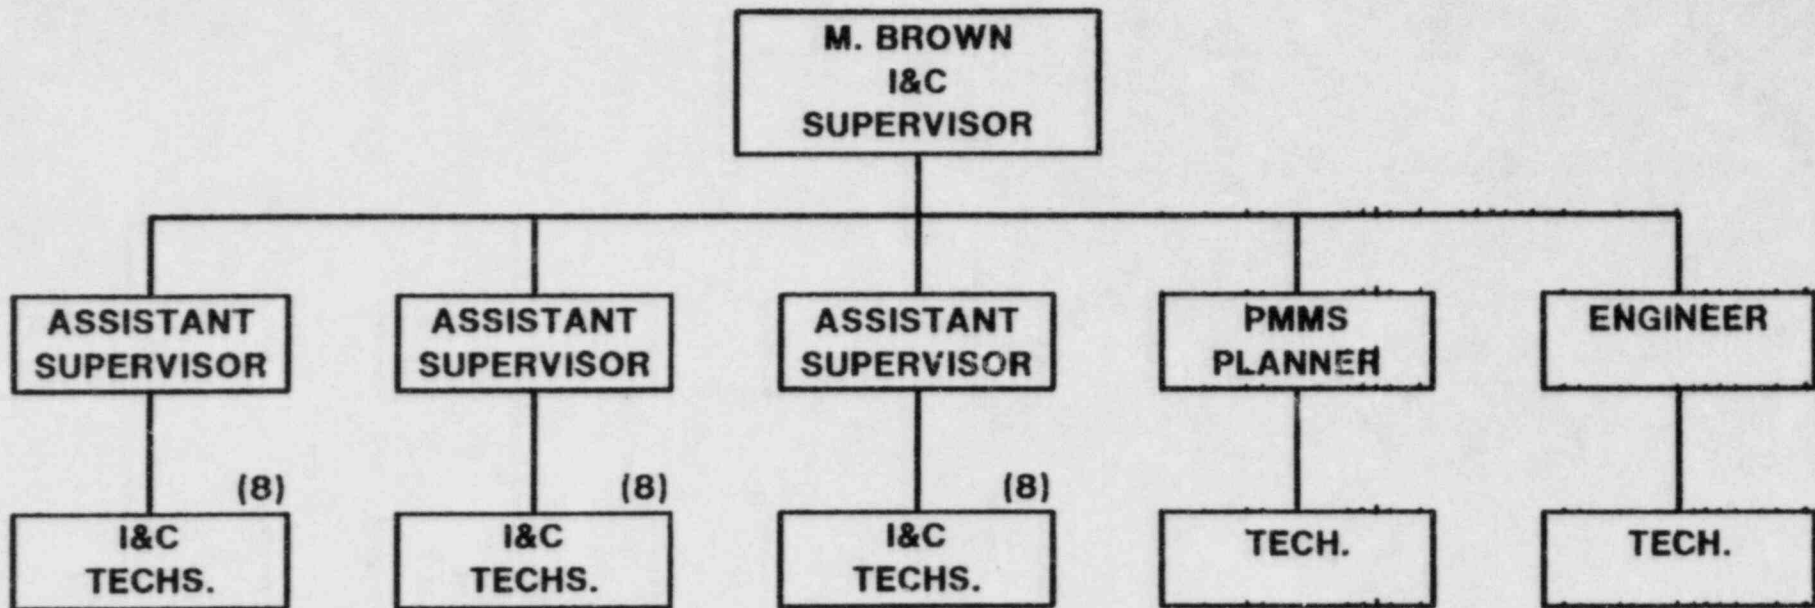 M. BROWN
I&C
SUPERVISOR
ASSISTANT
SUPERVISOR
ASSISTANT
SUPERVISOR
ASSISTANT
SUPERVISOR
PMMS
PLANNER
ENGINEER
(8)
I&C
TECHS.
(8)
I&C
TECHS.
(8)
I&C
TECHS.
TECH.
TECH.